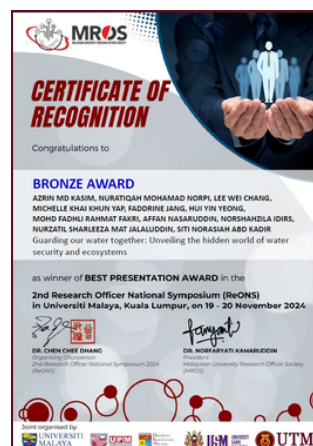 MROS
CERTIFICATE OF
RECOGNITION
Congratulations to
BRONZE AWARD
AZRIN MD KASIM, NURATIQAH MOHAMAD NORPI, LEE WEI CHANG,
MICHELLE KHAI KHUN YAP, FADDRINE JANG, HUI YIN YEONG,
MOHD FADHLI RAHMAT FAKRI, AFFAN NASARUDDIN, NORSHAHZILA IDIRS,
NURZATIL SHARLEEZA MAT JALALUDDIN, SITI NORASIAH ABD KADIR
Guarding our water together: Unveiling the hidden world of water
security and ecosystems
as winner of BEST PRESENTATION AWARD in the
2nd Research Officer National Symposium (ReONS)
in Universiti Malaya, Kuala Lumpur, on 19 - 20 November 2024
DR. CHEN CHEE DHANG
Organising Chairperson
2nd Research Officer National Symposium 2024
(ReONS)
DR. NORFARYATI KAMARUDDIN
President
Malaysian University Research Officer Society
(MROS)
Joint organised by:
UNIVERSITI
MALAYA
UPM
UTM